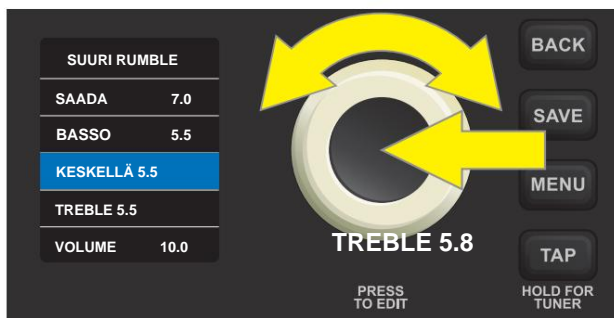 SUURI RUMBLE
SAADA 7.0
BASSO 5.5
KESKELLÄ 5.5
TREBLE 5.5
VOLUME 10.0
TREBLE 5.8
PRESS
TO EDIT
BACK
SAVE
MENU
TAP
HOLD FOR
TUNER